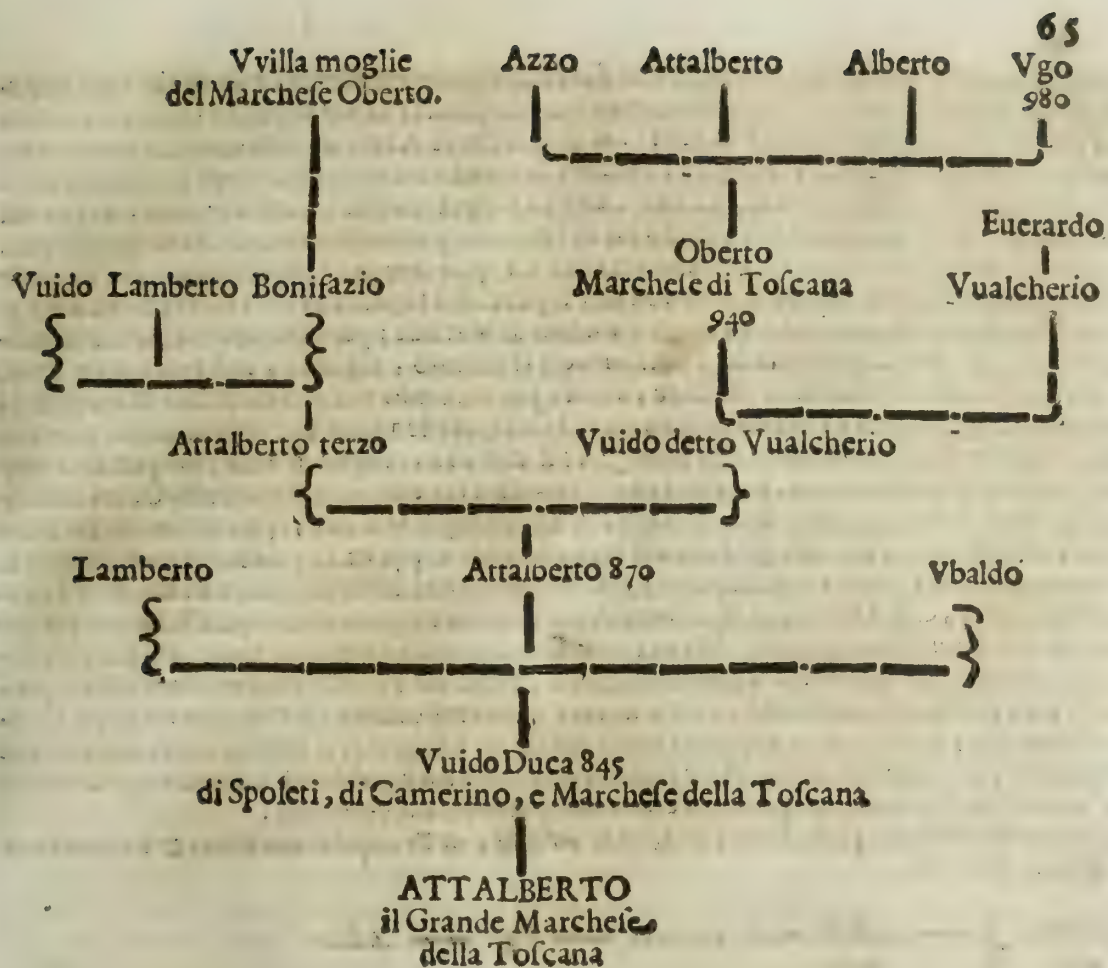 65
Vvilla moglie
del Marcheſe Oberto.
Azzo Attalberto Alberto Vgo
980
Euerardo
Oberto
Vuido Lamberto Bonifazio Marcheſe di Toſcana Vualcherio
940
Attalberto terzo Vuido detto Vualcherio
Lamberto Attalberto 870 Vbaldo
Vuido Duca 845
di Spoleti, di Camerino, e Marcheſe della Toſcana
ATTALBERTO
il Grande Marcheſe
della Toſcana